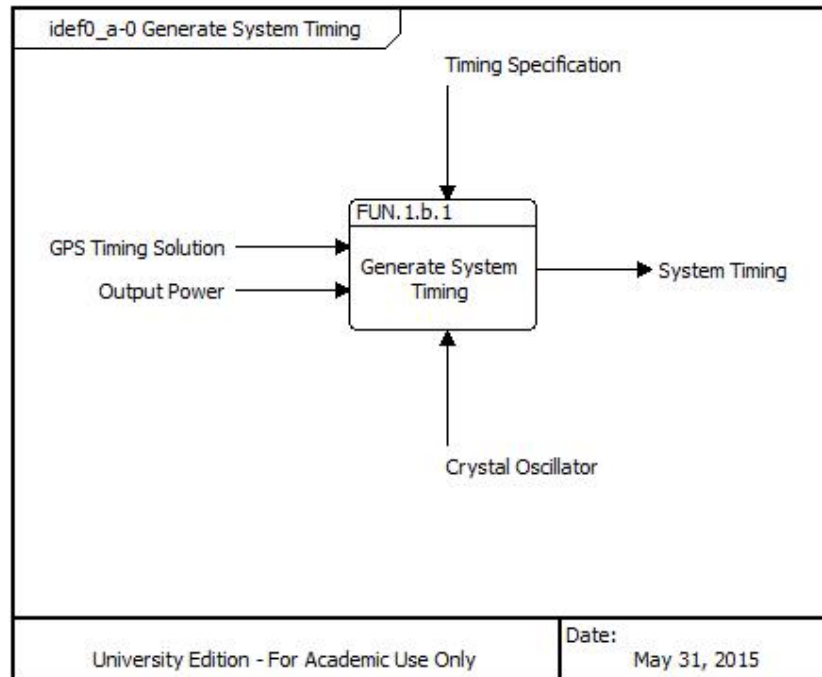 idef0_a-0 Generate System Timing
Timing Specification
FUN.1.b.1
GPS Timing Solution
Generate System
Timing
System Timing
Output Power
Crystal Oscillator
University Edition - For Academic Use Only
Date:
May 31, 2015